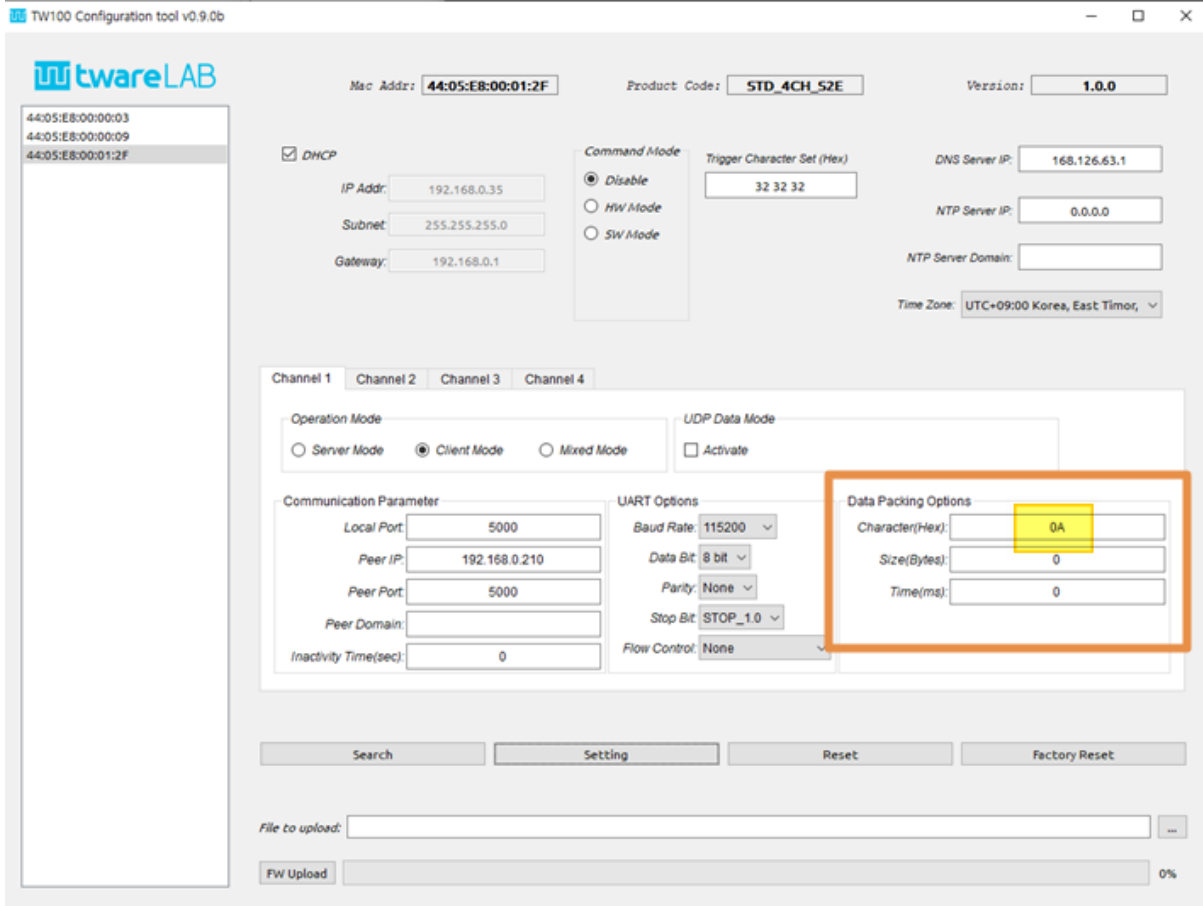 TW100 Configuration tool v0.9.0b
twareLAB
Mac Addr: 44:05:E8:00:01:2F
Product Code: STD_4CH_S2E
Version: 1.0.0
44:05:E8:00:00:03
44:05:E8:00:00:09
44:05:E8:00:01:2F
DHCP
IP Addr: 192.168.0.35
Subnet: 255.255.255.0
Gateway: 192.168.0.1
Command Mode
Disable
HW Mode
SW Mode
Trigger Character Set (Hex)
32 32 32
DNS Server IP: 168.126.63.1
NTP Server IP: 0.0.0.0
NTP Server Domain:
Time Zone: UTC+09:00 Korea, East Timor,
Channel 1 Channel 2 Channel 3 Channel 4
Operation Mode
Server Mode Client Mode Mixed Mode
UDP Data Mode
Activate
Communication Parameter
Local Port: 5000
Peer IP: 192.168.0.210
Peer Port: 5000
Peer Domain:
Inactivity Time(sec): 0
UART Options
Baud Rate: 115200
Data Bit: 8 bit
Parity: None
Stop Bit: STOP_1.0
Flow Control: None
Data Packing Options
Character(Hex): 0A
Size(Bytes): 0
Time(ms): 0
Search Setting Reset Factory Reset
File to upload: ...
FW Upload 0%